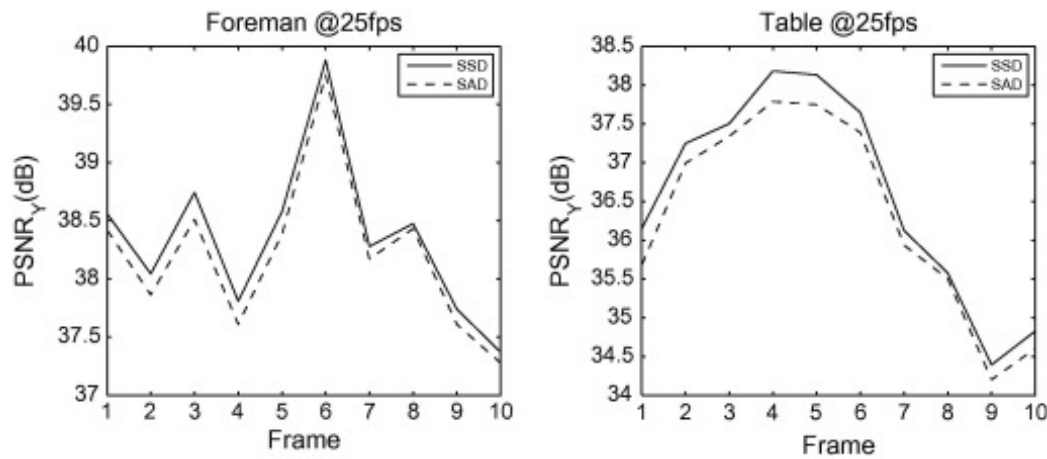 Foreman @25fps
40
39.5
39
38.5
38
37.5
37
PSNR_Y(dB)
SSD
SAD
1 2 3 4 5 6 7 8 9 10
Frame
Table @25fps
38.5
38
37.5
37
36.5
36
35.5
35
34.5
34
PSNR_Y(dB)
SSD
SAD
1 2 3 4 5 6 7 8 9 10
Frame